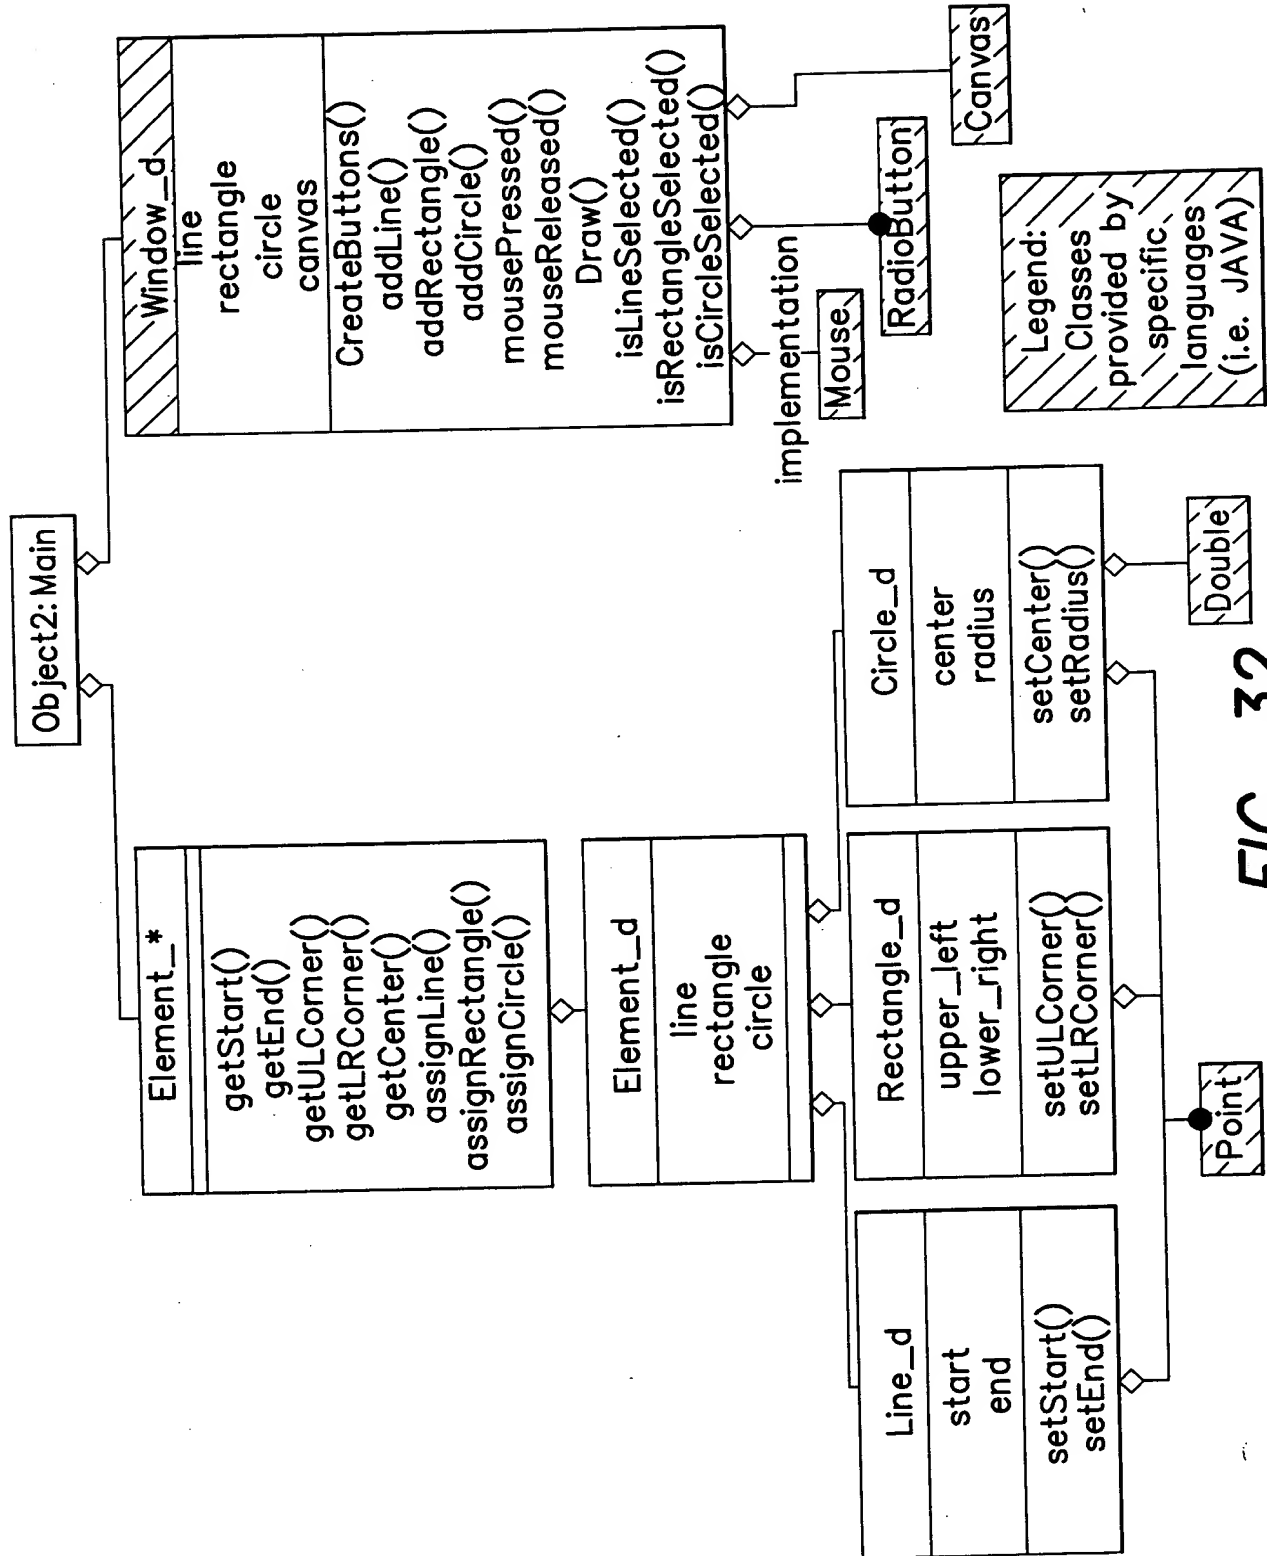 Object2: Main
Element_*
getStart()
getEnd()
getULCorner()
getLRCorner()
getCenter()
assignLine()
assignRectangle()
assignCircle()
Window_d
line
rectangle
circle
canvas
CreateButtons()
addLine()
addRectangle()
addCircle()
mousePressed()
mouseReleased()
Draw()
isLineSelected()
isRectangleSelected()
isCircleSelected()
implementation
Mouse
RadioButton
Canvas
Element_d
line
rectangle
circle
Line_d
start
end
setStart()
setEnd()
Rectangle_d
upper_left
lower_right
setULCorner()
setLRCorner()
Circle_d
center
radius
setCenter()
setRadius()
Point
Double
Legend:
Classes
provided by
specific
languages
(i.e. JAVA)
FIG. 32